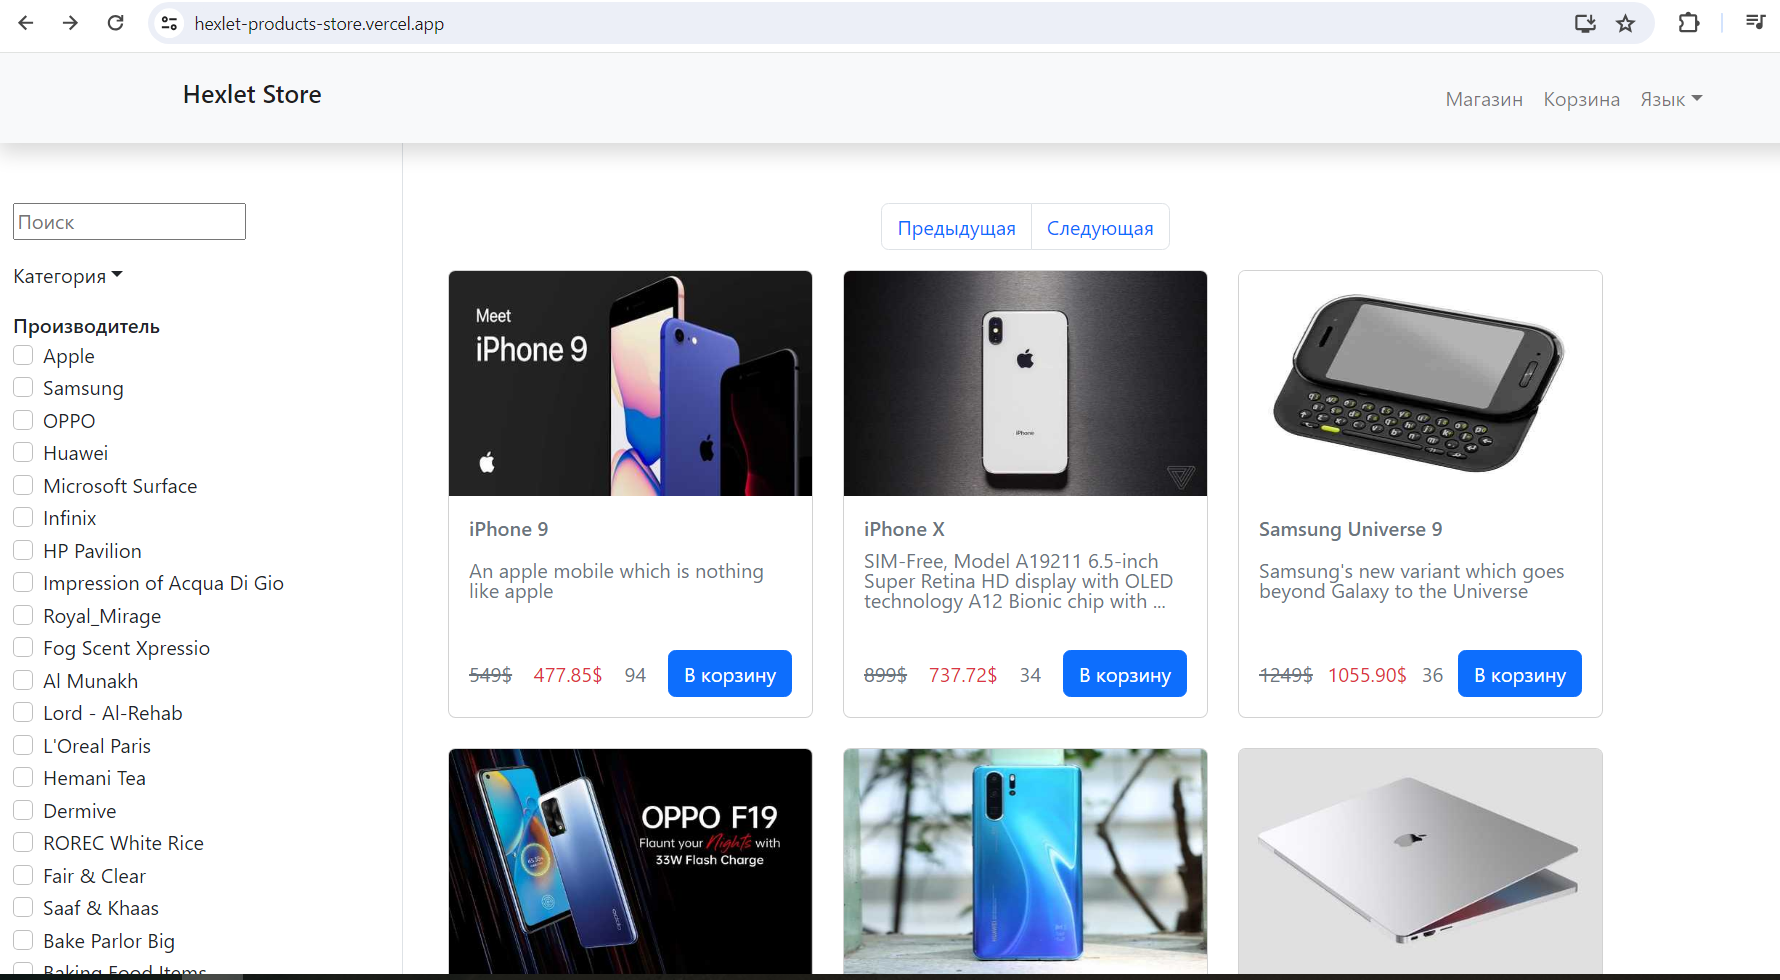 hexlet-products-store.vercel.app
Hexlet Store
Магазин Корзина Язык
Поиск
Категория
Производитель
Apple
Samsung
OPPO
Huawei
Microsoft Surface
Infinix
HP Pavilion
Impression of Acqua Di Gio
Royal_Mirage
Fog Scent Xpressio
Al Munakh
Lord - Al-Rehab
L'Oreal Paris
Hemani Tea
Dermive
ROREC White Rice
Fair & Clear
Saaf & Khaas
Bake Parlor Big
Baking Food Items
Предыдущая Следующая
Meet
iPhone 9
iPhone 9
An apple mobile which is nothing
like apple
549$ 477.85$ 94 В корзину
iPhone
iPhone X
SIM-Free, Model A19211 6.5-inch
Super Retina HD display with OLED
technology A12 Bionic chip with ...
899$ 737.72$ 34 В корзину
Samsung Universe 9
Samsung's new variant which goes
beyond Galaxy to the Universe
1249$ 1055.90$ 36 В корзину
OPPO F19
Flaunt your Nights with
33W Flash Charge
HUAWEI